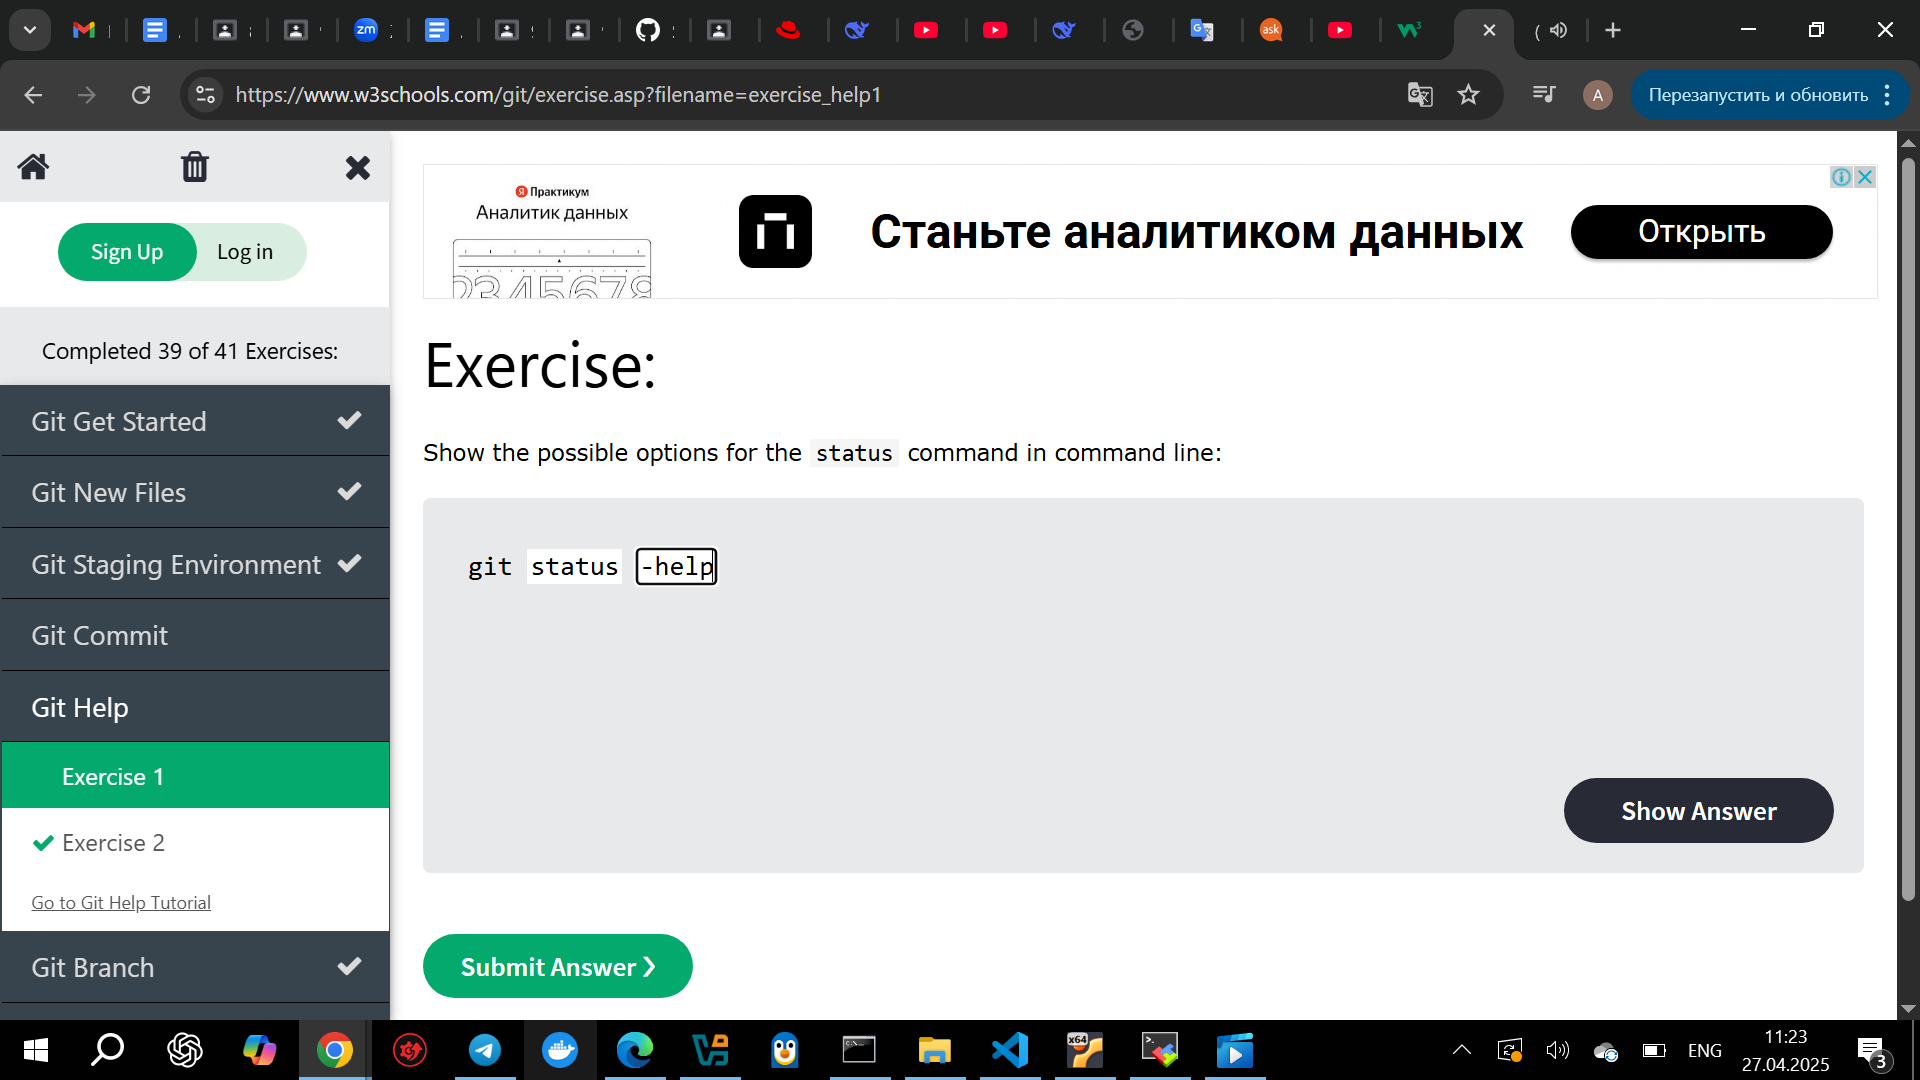 https://www.w3schools.com/git/exercise.asp?filename=exercise_help1
A
Перезапустить и обновить
Sign Up
Log in
Completed 39 of 41 Exercises:
Git Get Started
Git New Files
Git Staging Environment
Git Commit
Git Help
Exercise 1
Exercise 2
Go to Git Help Tutorial
Git Branch
Я Практикум
Аналитик данных
2345678
Станьте аналитиком данных
Открыть
Exercise:
Show the possible options for the status command in command line:
git status -help
Show Answer
Submit Answer ❯
ENG
11:23
27.04.2025
3